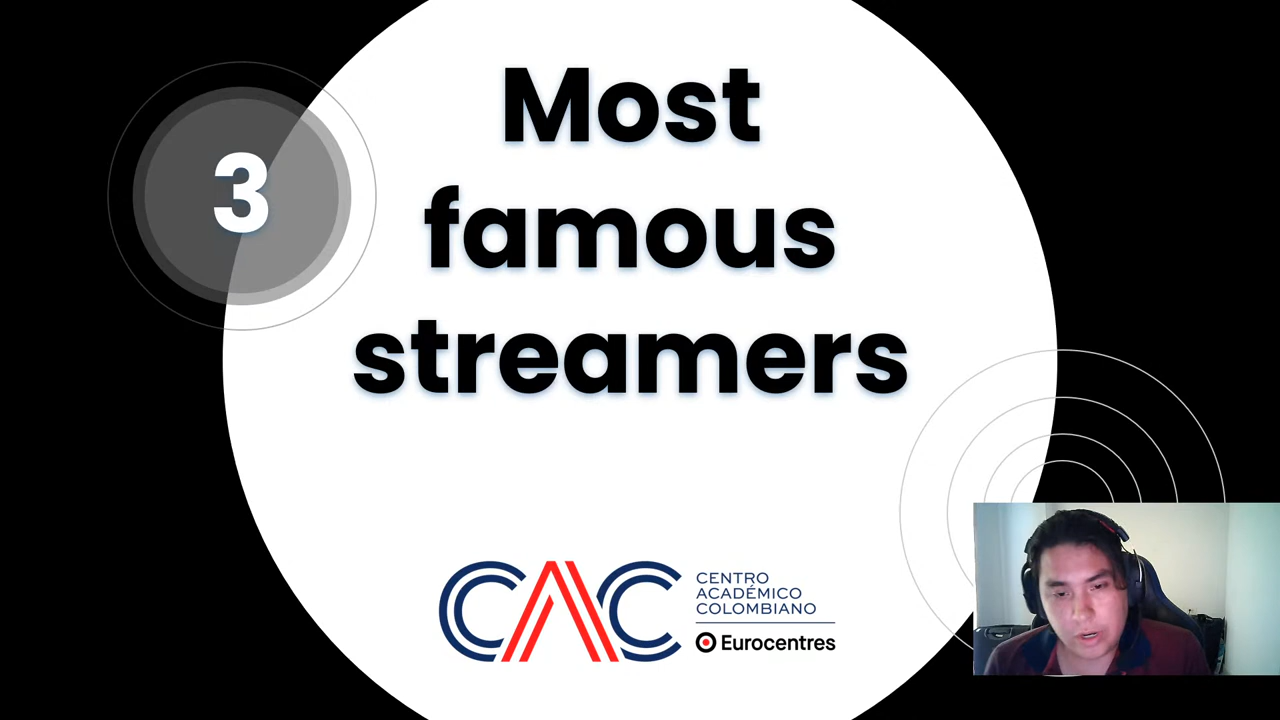 3
Most
famous
streamers
CAC
CENTRO
ACADÉMICO
COLOMBIANO
Eurocentres